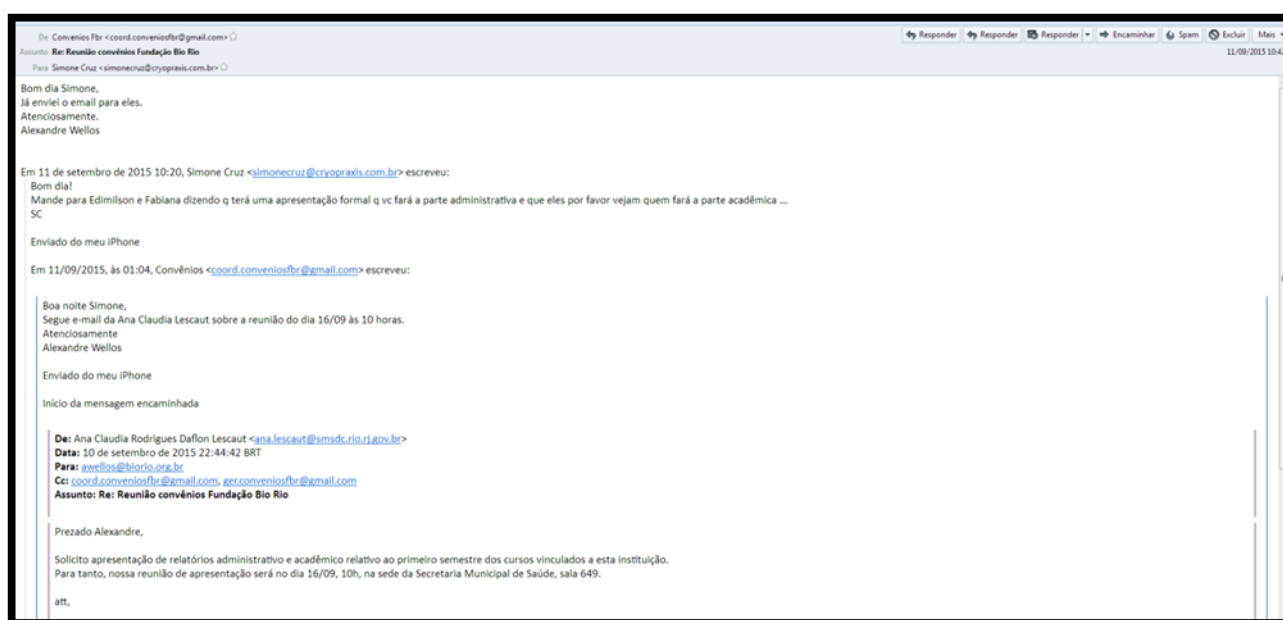 De Convenios Fbr <coord.conveniosfbr@gmail.com>
Responder Responder Responder Encaminhar Spam Excluir Mais
Assunto Re: Reunião convênios Fundação Bio Rio
11/09/2015 10:42
Para Simone Cruz <simonecruz@cryopraxis.com.br>
Bom dia Simone,
Já enviei o email para eles.
Atenciosamente.
Alexandre Wellos
Em 11 de setembro de 2015 10:20, Simone Cruz <simonecruz@cryopraxis.com.br> escreveu:
Bom dia!
Mande para Edimilson e Fabiana dizendo q terá uma apresentação formal q vc fará a parte administrativa e que eles por favor vejam quem fará a parte acadêmica ...
SC
Enviado do meu iPhone
Em 11/09/2015, às 01:04, Convênios <coord.conveniosfbr@gmail.com> escreveu:
Boa noite Simone,
Segue e-mail da Ana Claudia Lescaut sobre a reunião do dia 16/09 às 10 horas.
Atenciosamente
Alexandre Wellos
Enviado do meu iPhone
Início da mensagem encaminhada
De: Ana Claudia Rodrigues Daflon Lescaut <ana.lescaut@smsdc.rio.rj.gov.br>
Data: 10 de setembro de 2015 22:44:42 BRT
Para: awellos@biorio.org.br
Cc: coord.conveniosfbr@gmail.com, ger.conveniosfbr@gmail.com
Assunto: Re: Reunião convênios Fundação Bio Rio
Prezado Alexandre,
Solicito apresentação de relatórios administrativo e acadêmico relativo ao primeiro semestre dos cursos vinculados a esta instituição.
Para tanto, nossa reunião de apresentação será no dia 16/09, 10h, na sede da Secretaria Municipal de Saúde, sala 649.
att,